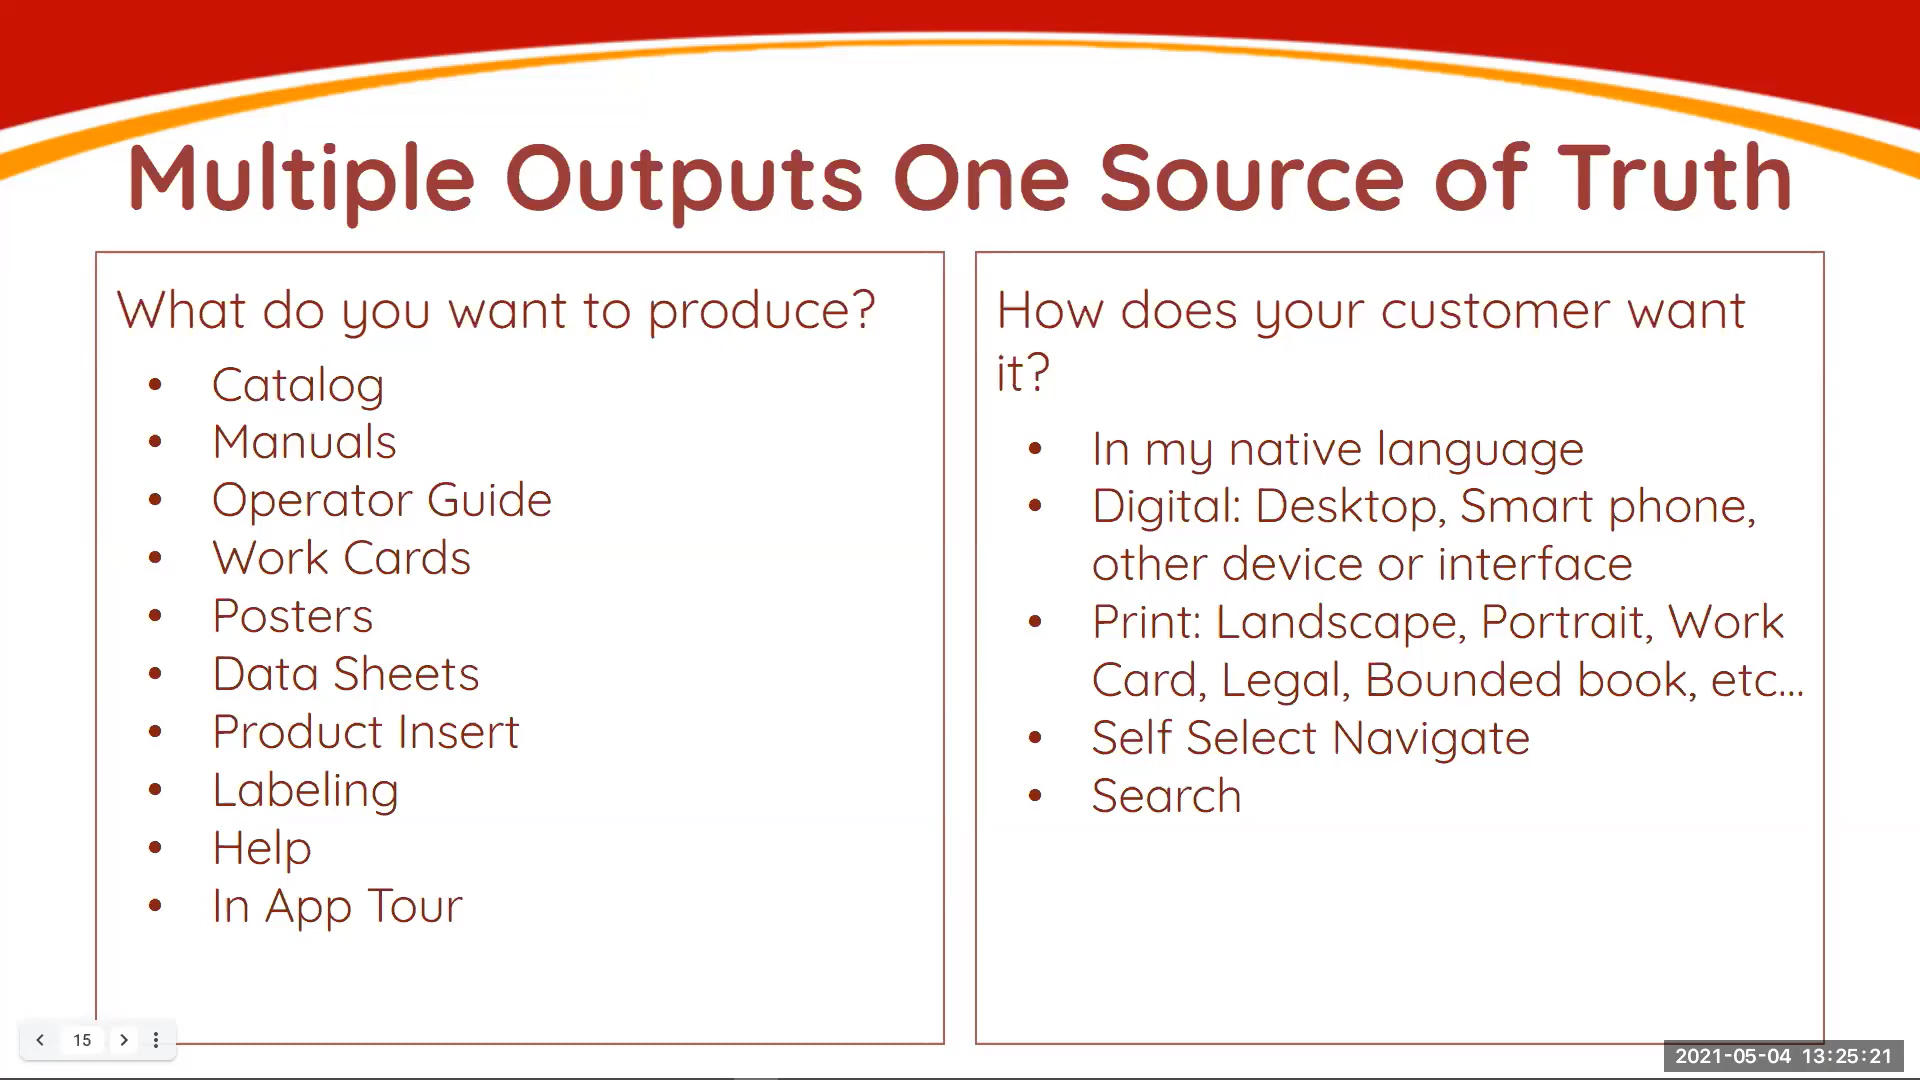 Multiple Outputs One Source of Truth
What do you want to produce?
• Catalog
• Manuals
• Operator Guide
• Work Cards
• Posters
• Data Sheets
• Product Insert
• Labeling
• Help
• In App Tour
How does your customer want
it?
• In my native language
• Digital: Desktop, Smart phone,
other device or interface
• Print: Landscape, Portrait, Work
Card, Legal, Bounded book, etc...
• Self Select Navigate
• Search
15
2021-05-04 13:25:21